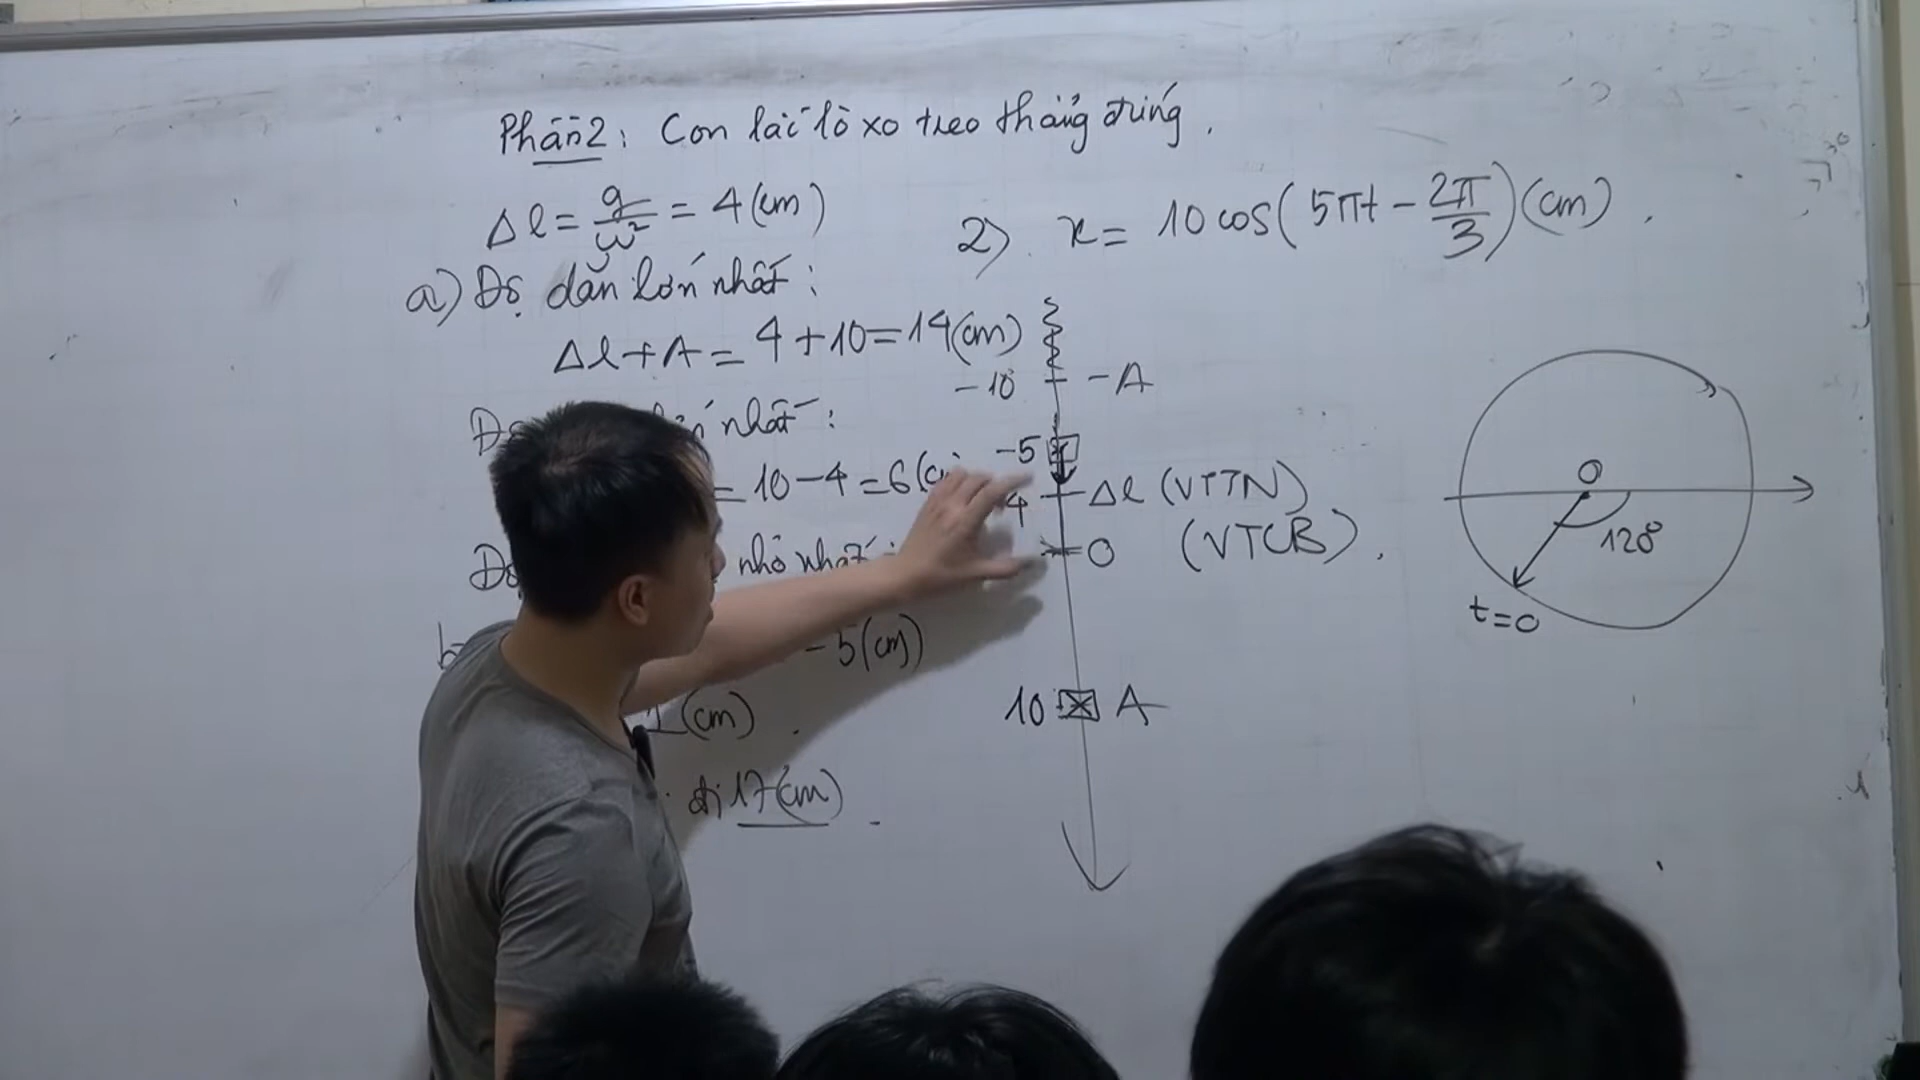 Phần 2: Con lắc lò xo treo thẳng đứng.
Δl = g/ω² = 4 (cm)
2) x = 10 cos(5πt - 2π/3) (cm).
a) Độ dãn lớn nhất:
Δl + A = 4 + 10 = 14 (cm)
nhất:
= 10 - 4 = 6
nhỏ nhất
- 5 (cm)
(cm).
đi 17 (cm).
-10 -A
-5
4 Δl (VTTN)
O (VTCB).
10 A
O
120°
t=0